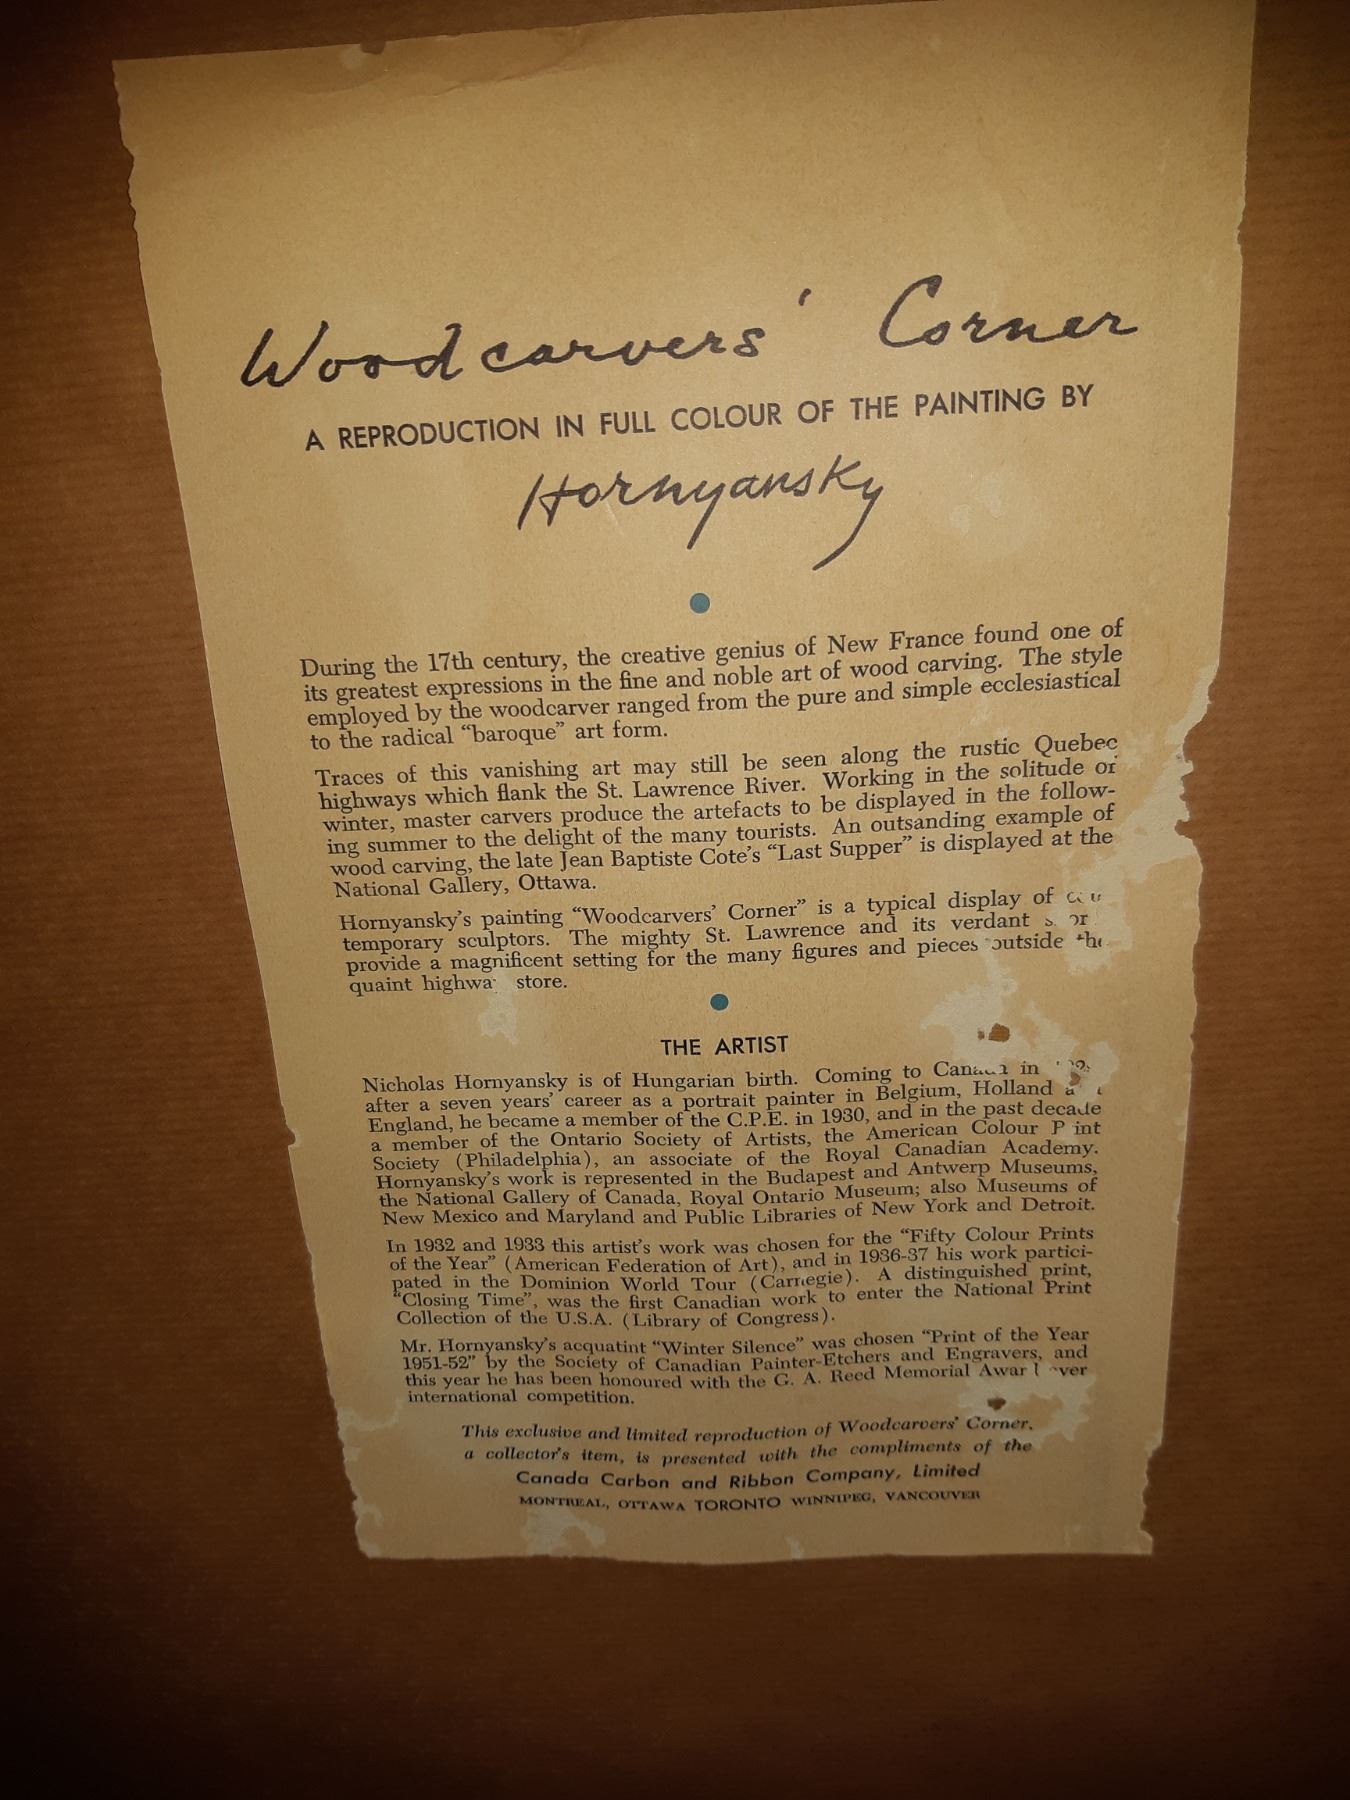 Woodcarvers' Corner
A REPRODUCTION IN FULL COLOUR OF THE PAINTING BY
Hornyansky
During the 17th century, the creative genius of New France found one of
its greatest expressions in the fine and noble art of wood carving. The style
employed by the woodcarver ranged from the pure and simple ecclesiastical
to the radical "baroque" art form.
Traces of this vanishing art may still be seen along the rustic Quebec
highways which flank the St. Lawrence River. Working in the solitude of
winter, master carvers produce the artefacts to be displayed in the follow-
ing summer to the delight of the many tourists. An outsanding example of
wood carving, the late Jean Baptiste Cote's "Last Supper" is displayed at the
National Gallery, Ottawa.
Hornyansky's painting "Woodcarvers' Corner" is a typical display of
temporary sculptors. The mighty St. Lawrence and its verdant
provide a magnificent setting for the many figures and pieces outside the
quaint highway store.
THE ARTIST
Nicholas Hornyansky is of Hungarian birth. Coming to Canada in
after a seven years' career as a portrait painter in Belgium, Holland
England, he became a member of the C.P.E. in 1930, and in the past decade
a member of the Ontario Society of Artists, the American Colour Print
Society (Philadelphia), an associate of the Royal Canadian Academy.
Hornyansky's work is represented in the Budapest and Antwerp Museums,
the National Gallery of Canada, Royal Ontario Museum; also Museums of
New Mexico and Maryland and Public Libraries of New York and Detroit.
In 1932 and 1933 this artist's work was chosen for the "Fifty Colour Prints
of the Year" (American Federation of Art), and in 1936-37 his work partici-
pated in the Dominion World Tour (Carnegie). A distinguished print,
"Closing Time", was the first Canadian work to enter the National Print
Collection of the U.S.A. (Library of Congress).
Mr. Hornyansky's acquatint "Winter Silence" was chosen "Print of the Year
1951-52" by the Society of Canadian Painter-Etchers and Engravers, and
this year he has been honoured with the G. A. Reed Memorial Award over
international competition.
This exclusive and limited reproduction of Woodcarvers' Corner,
a collector's item, is presented with the compliments of the
Canada Carbon and Ribbon Company, Limited
MONTREAL, OTTAWA TORONTO WINNIPEG, VANCOUVER